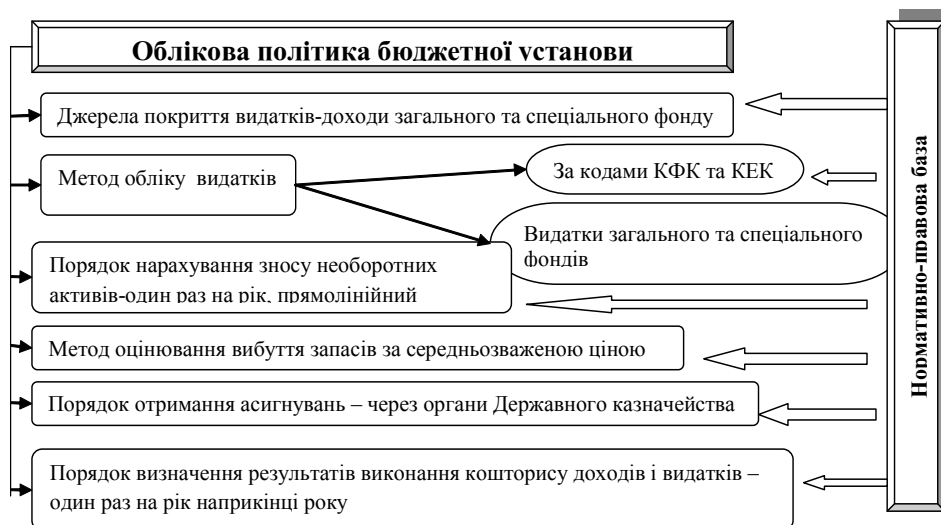 Облікова політика бюджетної установи
Джерела покриття видатків-доходи загального та спеціального фонду
Метод обліку видатків
За кодами КФК та КЕК
Видатки загального та спеціального
фондів
Порядок нарахування зносу необоротних
активів-один раз на рік, прямолінійний
Метод оцінювання вибуття запасів за середньозваженою ціною
Порядок отримання асигнувань – через органи Державного казначейства
Порядок визначення результатів виконання кошторису доходів і видатків –
один раз на рік наприкінці року
Нормативно-правова база